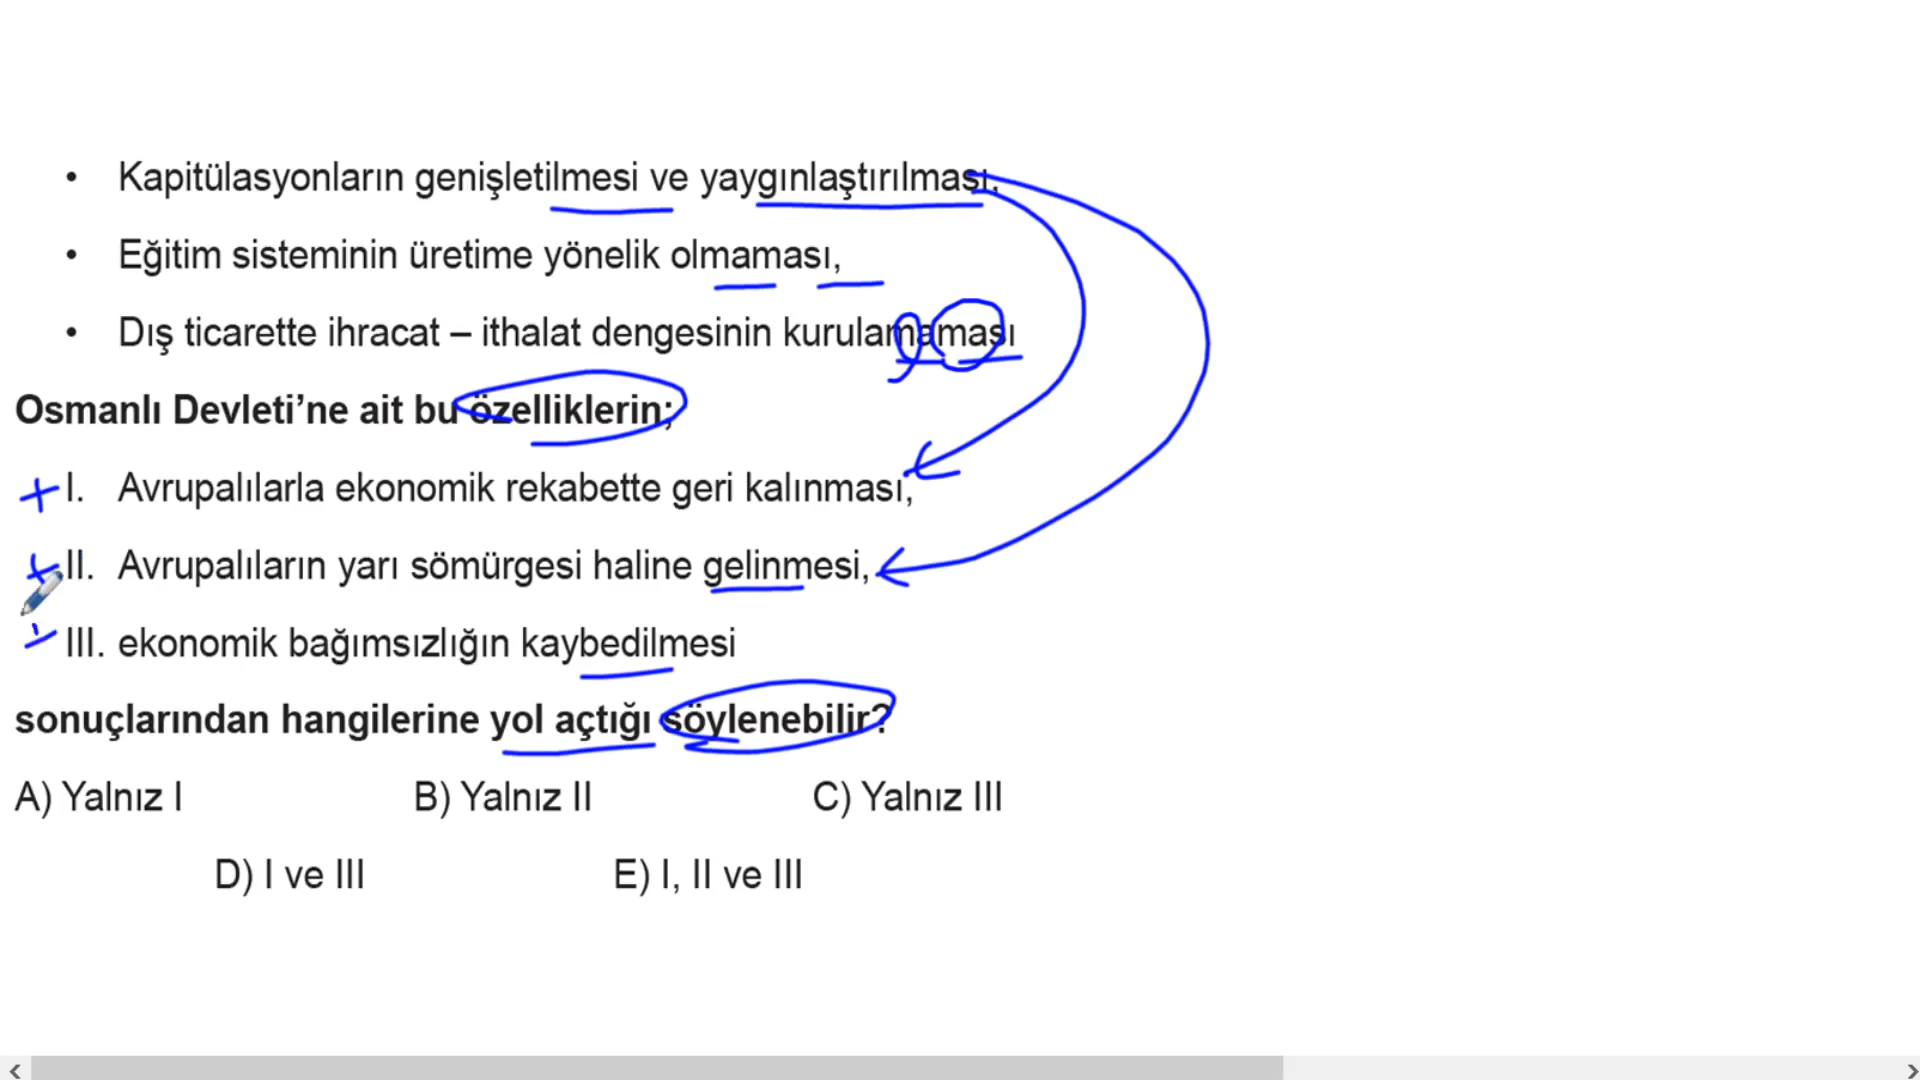 • Kapitülasyonların genişletilmesi ve yaygınlaştırılması,
• Eğitim sisteminin üretime yönelik olmaması,
• Dış ticarette ihracat – ithalat dengesinin kurulamaması
Osmanlı Devleti’ne ait bu özelliklerin;
I. Avrupalılarla ekonomik rekabette geri kalınması,
II. Avrupalıların yarı sömürgesi haline gelinmesi,
III. ekonomik bağımsızlığın kaybedilmesi
sonuçlarından hangilerine yol açtığı söylenebilir?
A) Yalnız I B) Yalnız II C) Yalnız III
D) I ve III E) I, II ve III